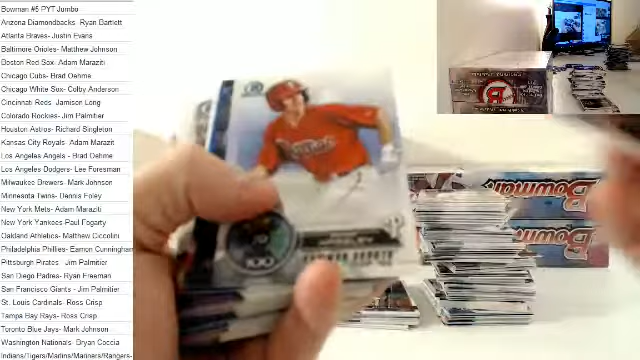 Bowman #5 PYT Jumbo
Arizona Diamondbacks Ryan Bartlett
Atlanta Braves- Justin Evans
Baltimore Orioles- Matthew Johnson
Boston Red Sox- Adam Maraziti
Chicago Cubs- Brad Oehme
Chicago White Sox- Colby Anderson
Cincinnati Reds Jamison Long
Colorado Rockies- Jim Palmitier
Houston Astros- Richard Singleton
Kansas City Royals- Adam Marazit
Los Angeles Angels - Brad Oehme
Los Angeles Dodgers- Lee Foresman
Milwaukee Brewers- Mark Johnson
Minnesota Twins- Dennis Foley
New York Mets- Adam Maraziti
New York Yankees-Paul Fogarty
Oakland Athletics- Matthew Ciccolini
Philadelphia Phillies- Eamon Cunningham
Pittsburgh Pirates - Jim Palmitier
San Diego Padres- Ryan Freeman
San Francisco Giants - Jim Palmitier
St. Louis Cardinals- Ross Crisp
Tampa Bay Rays- Ross Crisp
Toronto Blue Jays- Mark Johnson
Washington Nationals- Bryan Coccia
Indians/Tigers/Marlins/Mariners/Rangers-
Bowman
Bowman